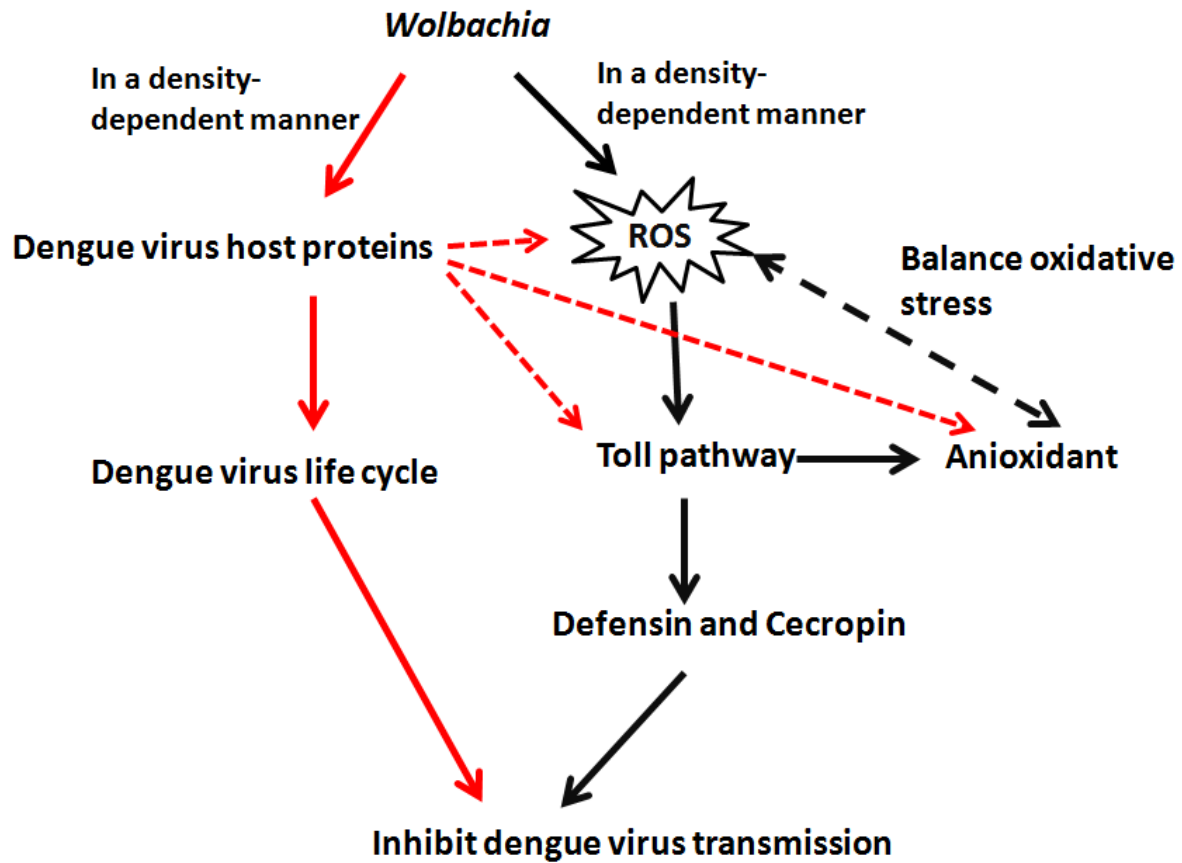 Wolbachia
In a density-
dependent manner
In a density-
dependent manner
Dengue virus host proteins
ROS
Balance oxidative
stress
Dengue virus life cycle
Toll pathway
Anioxidant
Defensin and Cecropin
Inhibit dengue virus transmission